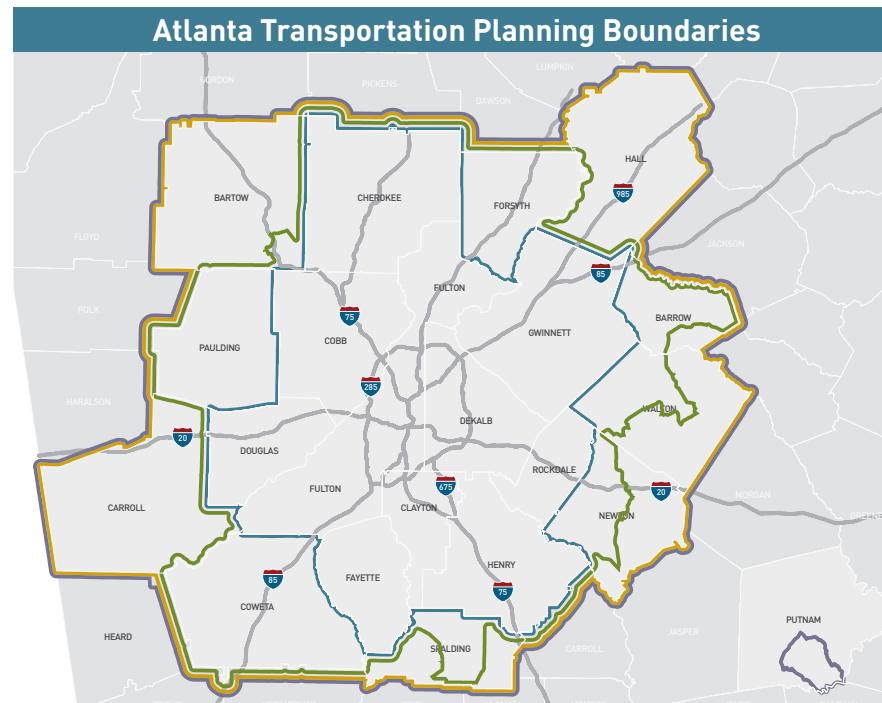 Atlanta Transportation Planning Boundaries
LUMPKIN
GORDON
PICKENS
DAWSON
HALL
985
BARTOW
CHEROKEE
FORSYTH
FLOYD
JACKSON
85
FULTON
POLK
75
BARROW
COBB
GWINNETT
PAULDING
285
HARALSON
WALTON
DEKALB
20
DOUGLAS
ROCKDALE
FULTON
675
20
MORGAN
CARROLL
CLAYTON
NEWTON
GREENE
HENRY
85
FAYETTE
75
COWETA
PUTNAM
HEARD
JASPER
SPALDING
CARROLL